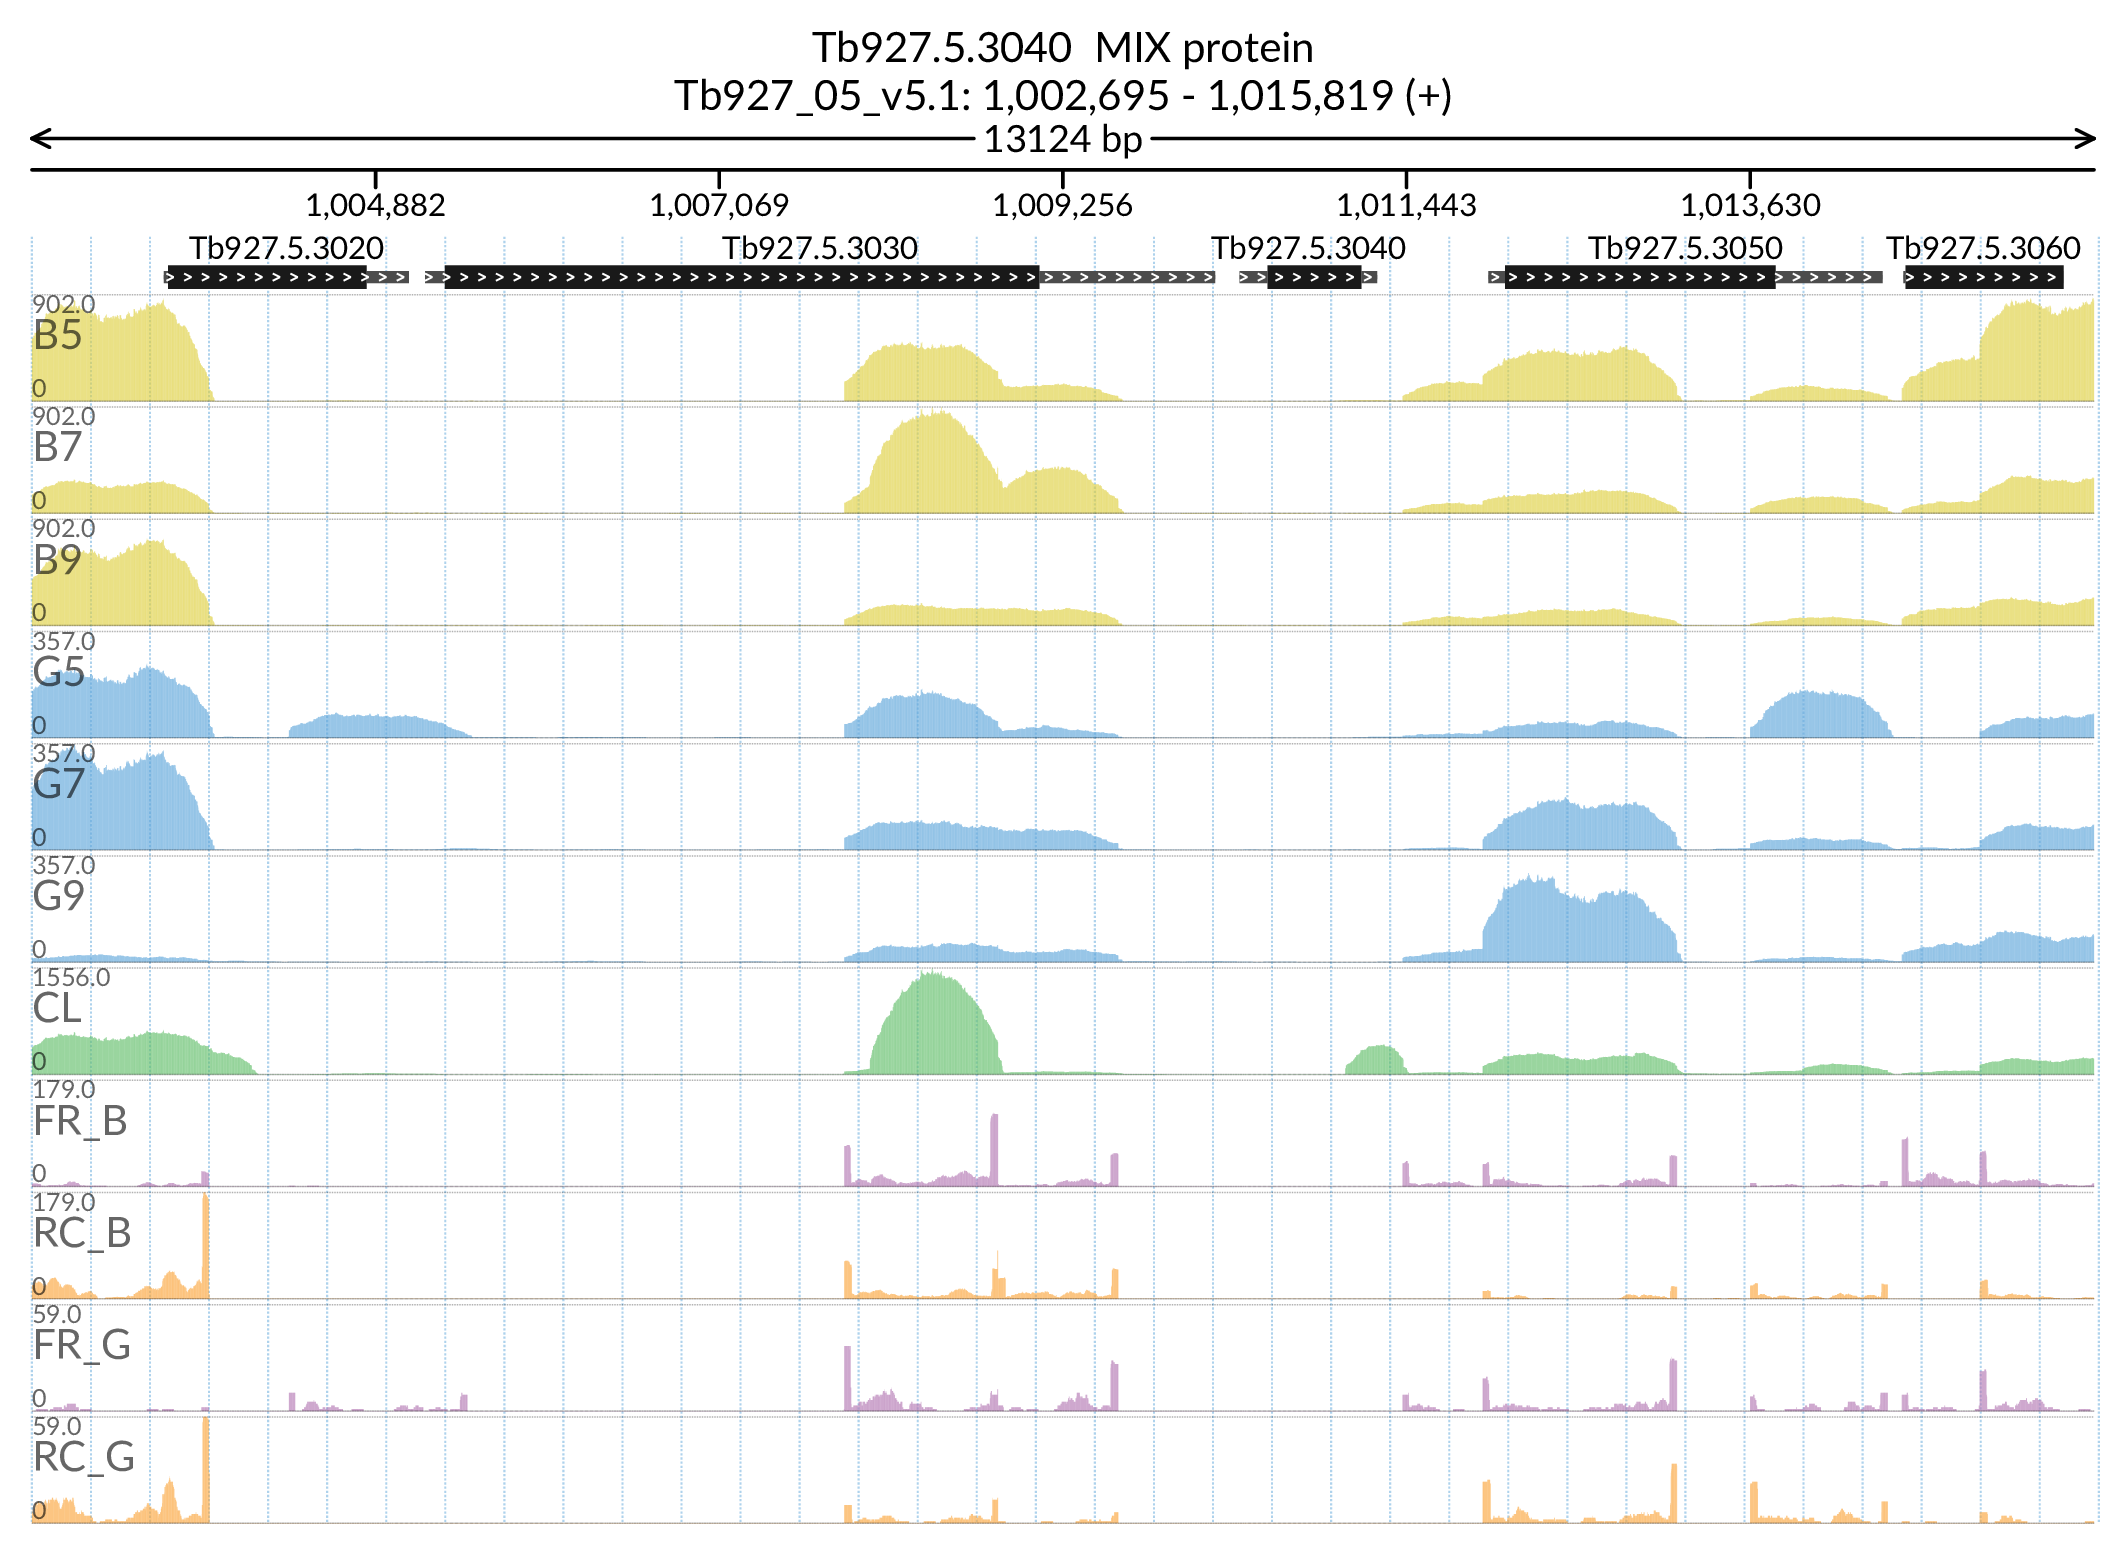 Tb927.5.3040 MIX protein
Tb927_05_v5.1: 1,002,695 - 1,015,819 (+)
13124 bp
1,004,882 1,007,069 1,009,256 1,011,443 1,013,630
Tb927.5.3020 Tb927.5.3030 Tb927.5.3040 Tb927.5.3050 Tb927.5.3060
902.0
B5
0
902.0
B7
0
902.0
B9
0
357.0
G5
0
357.0
G7
0
357.0
G9
0
1556.0
CL
0
179.0
FR_B
0
179.0
RC_B
0
59.0
FR_G
0
59.0
RC_G
0